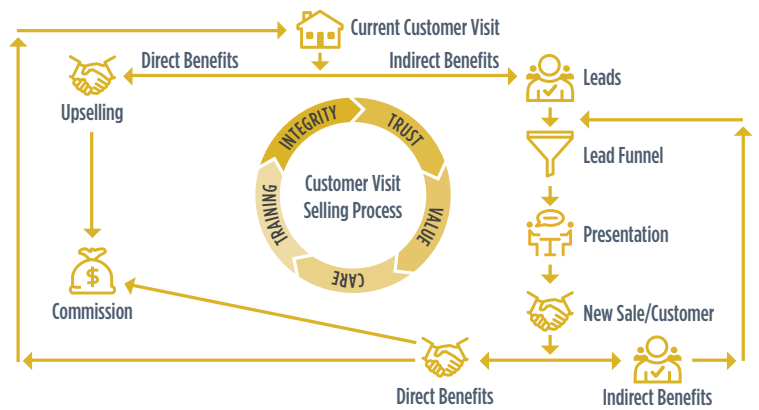 Current Customer Visit
Direct Benefits
Indirect Benefits
Upselling
Leads
INTEGRITY
TRUST
VALUE
CARE
TRAINING
Customer Visit
Selling Process
Lead Funnel
Presentation
$
Commission
New Sale/Customer
Direct Benefits
Indirect Benefits